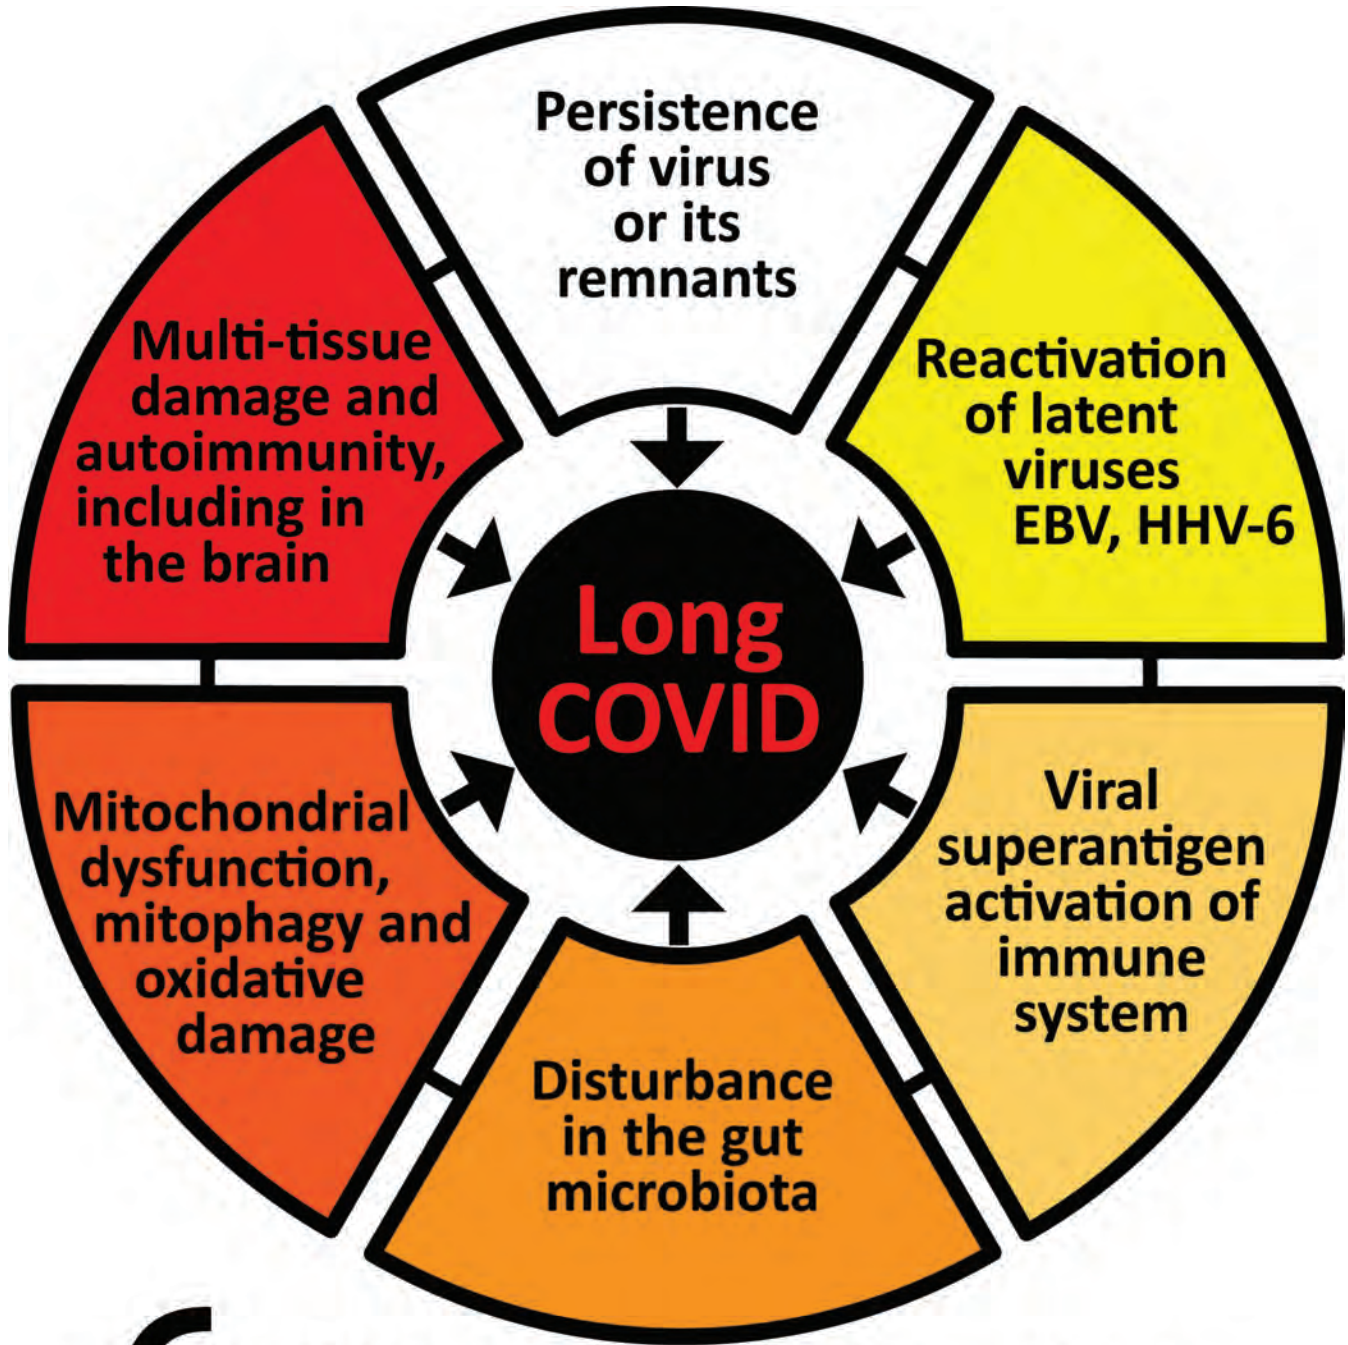 Persistence
of virus
or its
remnants
Reactivation
of latent
viruses
EBV, HHV-6
Viral
superantigen
activation of
immune
system
Disturbance
in the gut
microbiota
Mitochondrial
dysfunction,
mitophagy and
oxidative
damage
Multi-tissue
damage and
autoimmunity,
including in
the brain
Long
COVID